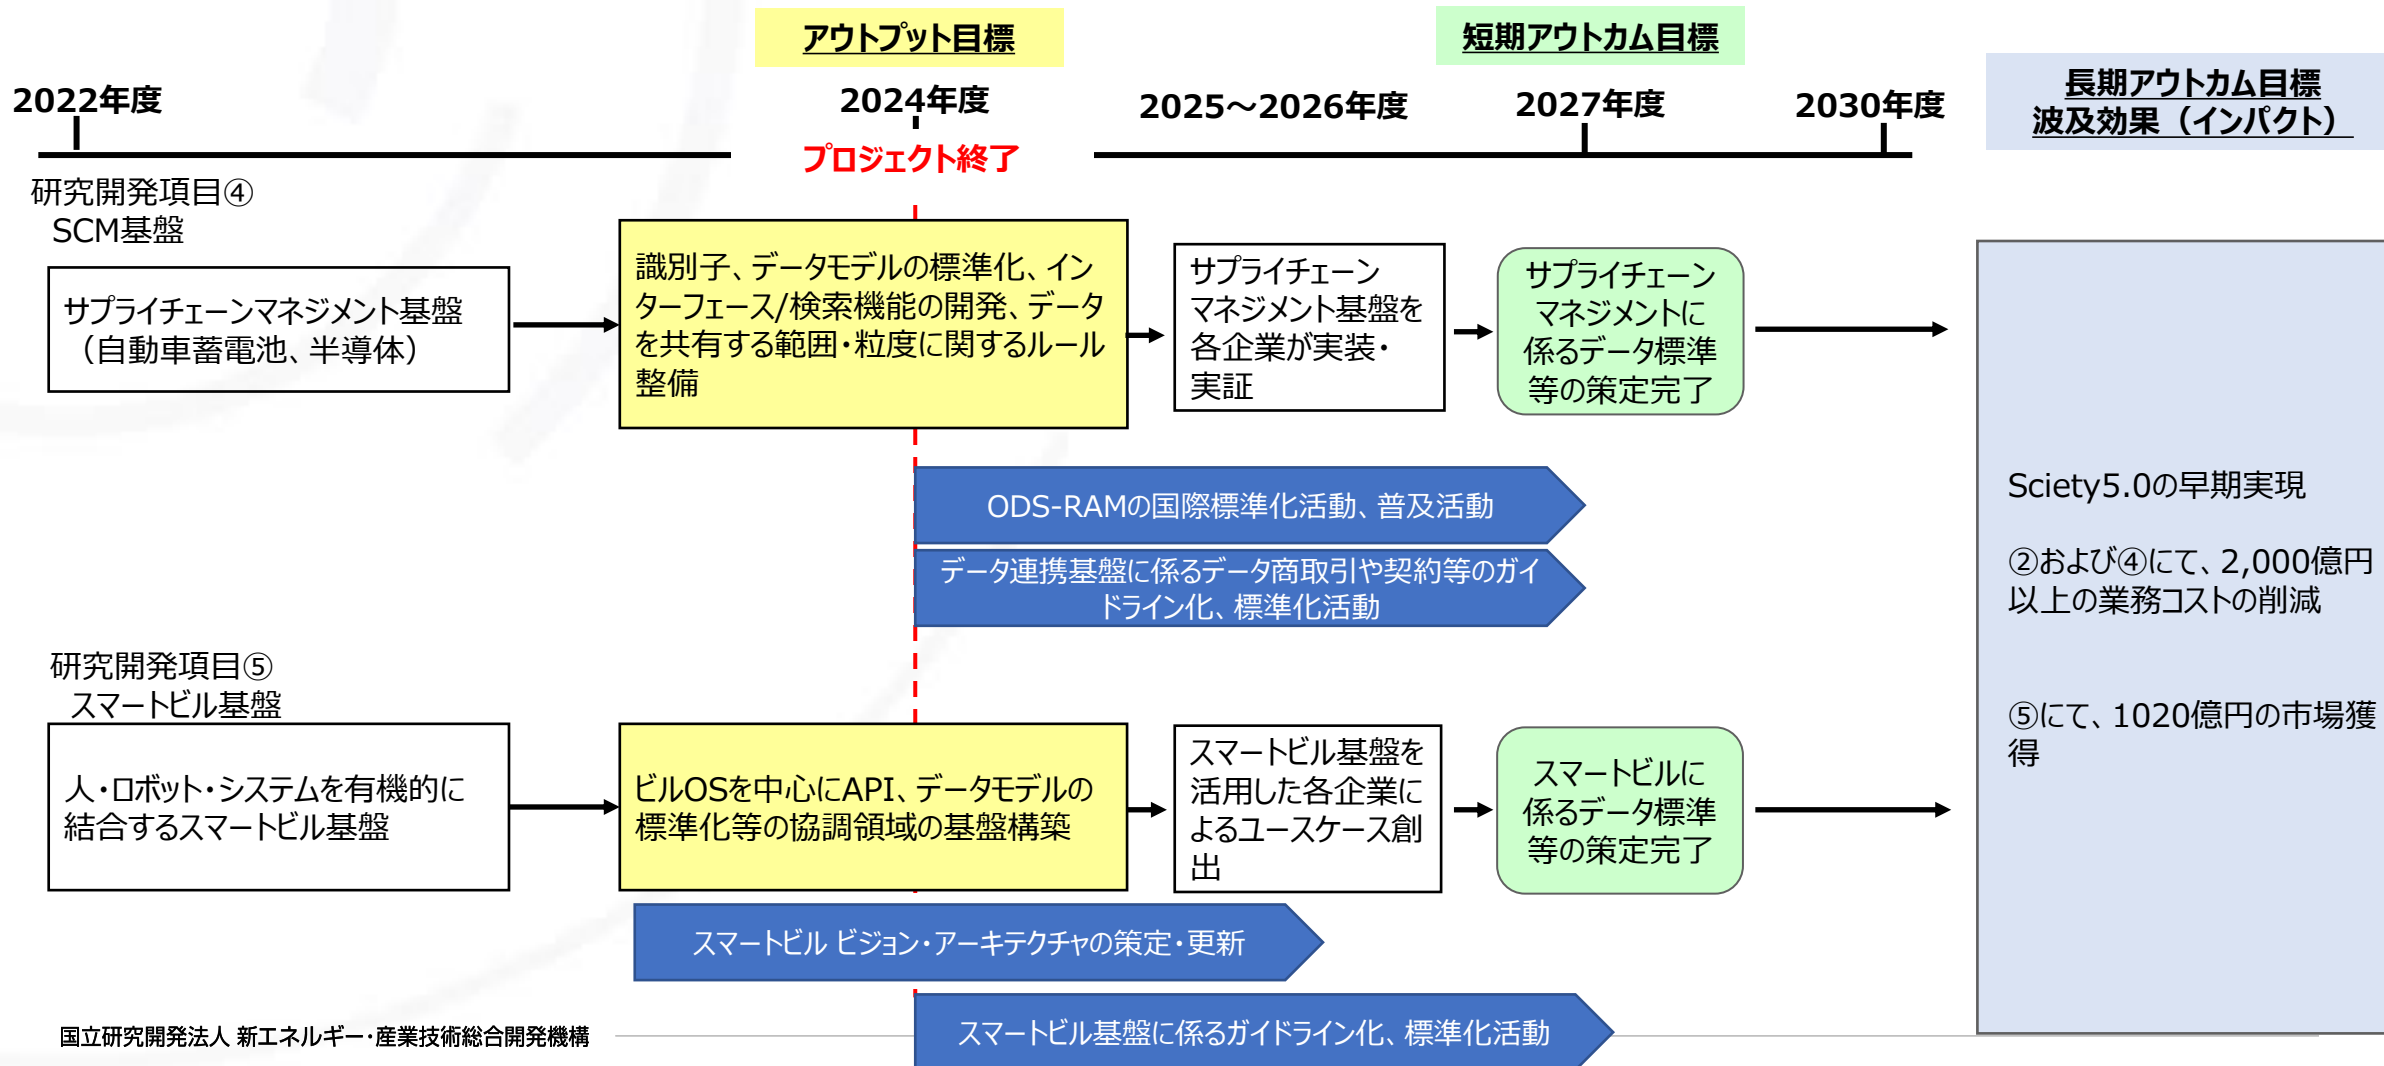 アウトプット目標
短期アウトカム目標
長期アウトカム目標
波及効果（インパクト）
2022年度
2024年度
2025～2026年度
2027年度
2030年度
プロジェクト終了
研究開発項目④
SCM基盤
サプライチェーンマネジメント基盤
（自動車蓄電池、半導体）
識別子、データモデルの標準化、イン
ターフェース/検索機能の開発、データ
を共有する範囲・粒度に関するルール
整備
サプライチェーン
マネジメント基盤を
各企業が実装・
実証
サプライチェーン
マネジメントに
係るデータ標準
等の策定完了
ODS-RAMの国際標準化活動、普及活動
データ連携基盤に係るデータ商取引や契約等のガイ
ドライン化、標準化活動
研究開発項目⑤
スマートビル基盤
人・ロボット・システムを有機的に
結合するスマートビル基盤
ビルOSを中心にAPI、データモデルの
標準化等の協調領域の基盤構築
スマートビル基盤を
活用した各企業に
よるユースケース創
出
スマートビルに
係るデータ標準
等の策定完了
スマートビル ビジョン・アーキテクチャの策定・更新
スマートビル基盤に係るガイドライン化、標準化活動
Sciety5.0の早期実現
②および④にて、2,000億円
以上の業務コストの削減
⑤にて、1020億円の市場獲
得
国立研究開発法人 新エネルギー・産業技術総合開発機構